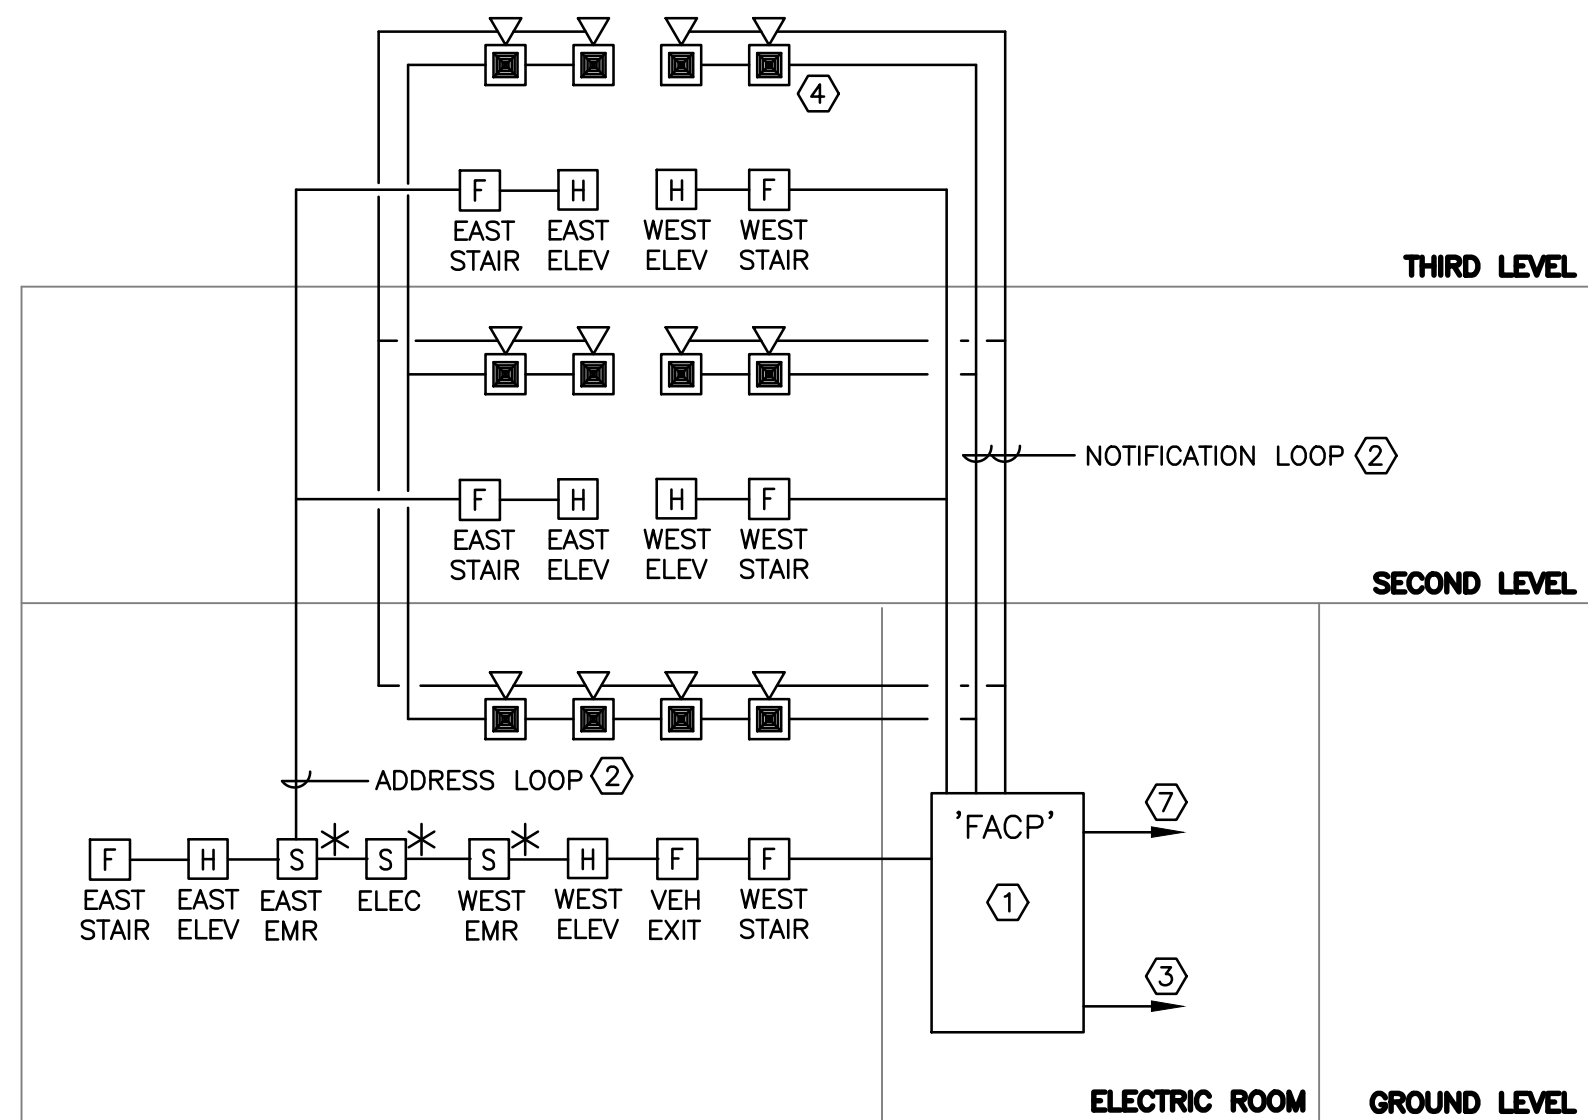 4
F H H F
EAST EAST WEST WEST
STAIR ELEV ELEV STAIR
THIRD LEVEL
NOTIFICATION LOOP 2
F H H F
EAST EAST WEST WEST
STAIR ELEV ELEV STAIR
SECOND LEVEL
ADDRESS LOOP 2
'FACP'
7
F H S* S* S* H F F
EAST EAST EAST ELEC WEST WEST VEH WEST
STAIR ELEV EMR EMR ELEV EXIT STAIR
1
3
ELECTRIC ROOM
GROUND LEVEL